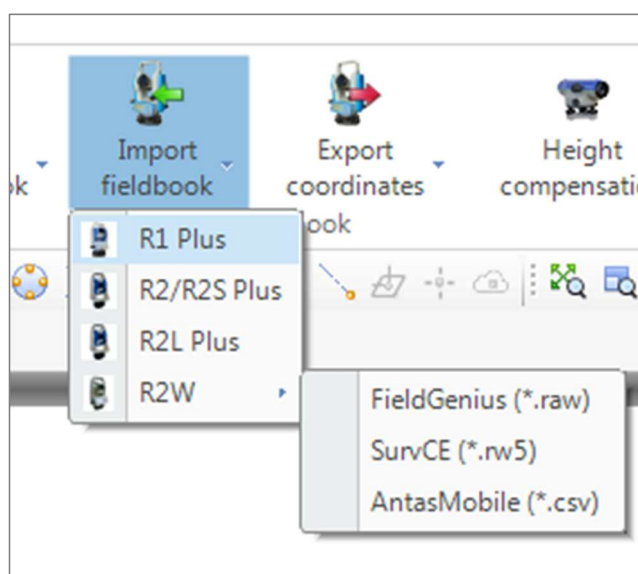 Import
fieldbook
Export
coordinates
Height
R1 Plus
R2/R2S Plus
R2L Plus
R2W
FieldGenius (*.raw)
SurvCE (*.rw5)
AntasMobile (*.csv)